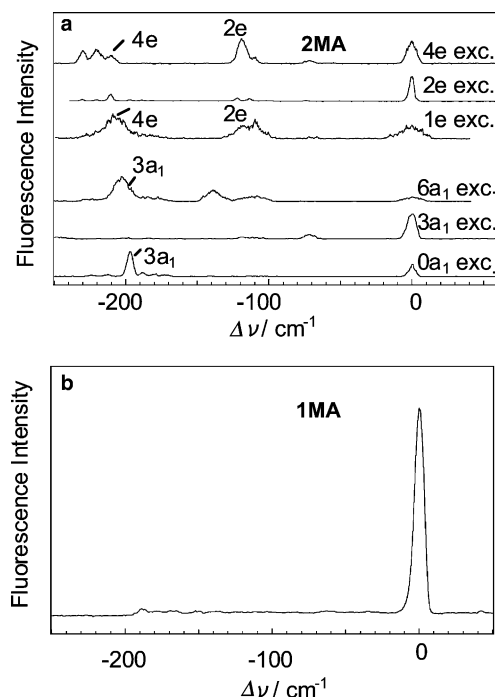 a
4e
2e
2MA
4e exc.
2e exc.
4e
2e
1e exc.
3a₁
6a₁ exc.
3a₁ exc.
3a₁
0a₁ exc.
Fluorescence Intensity
-200 -100 0
Δν/ cm⁻¹
b
1MA
Fluorescence Intensity
-200 -100 0
Δν/ cm⁻¹